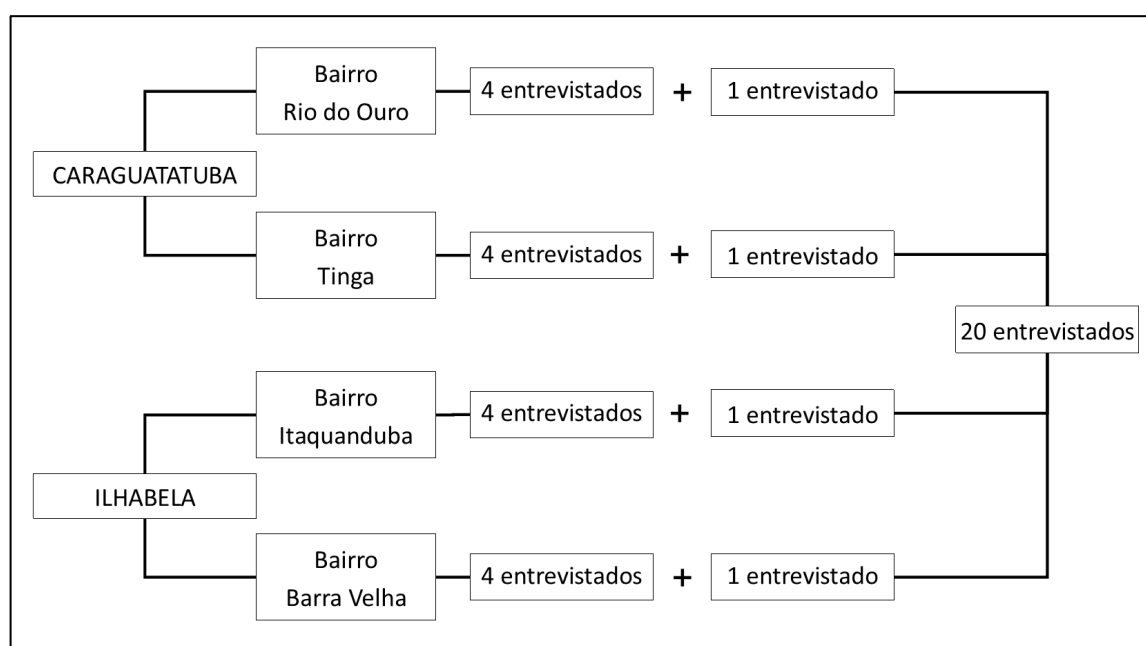 Bairro
Rio do Ouro
4 entrevistados
+
1 entrevistado
CARAGUATATUBA
Bairro
Tinga
4 entrevistados
+
1 entrevistado
20 entrevistados
Bairro
Itaquanduba
4 entrevistados
+
1 entrevistado
ILHABELA
Bairro
Barra Velha
4 entrevistados
+
1 entrevistado